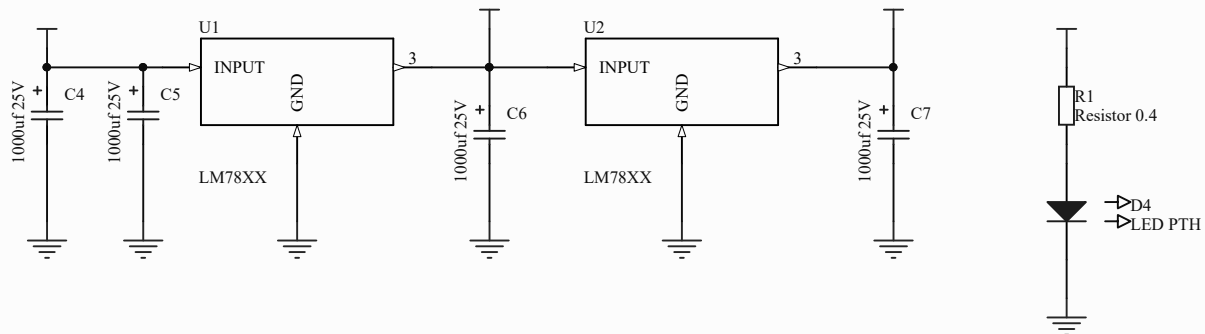 U1
INPUT
GND
3
LM78XX
+
C4
1000uf 25V
+
C5
1000uf 25V
U2
INPUT
GND
3
LM78XX
+
C6
1000uf 25V
+
C7
1000uf 25V
R1
Resistor 0.4
D4
LED PTH